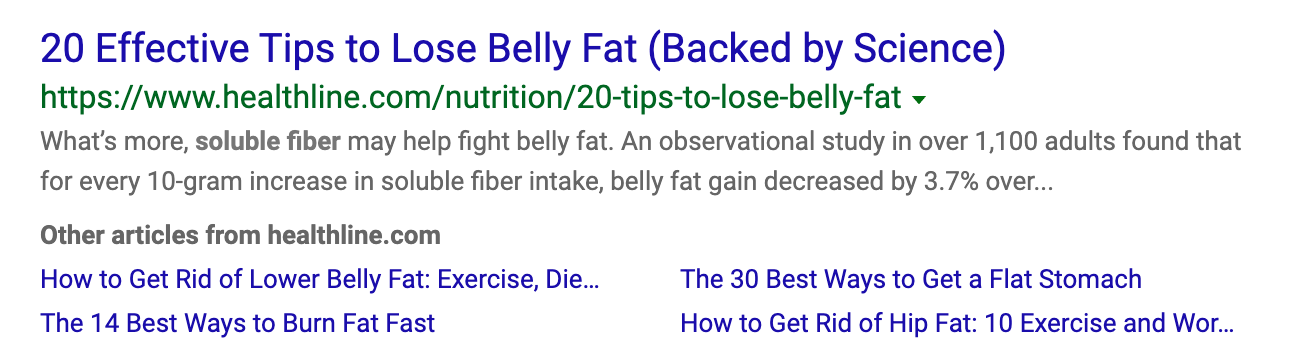 20 Effective Tips to Lose Belly Fat (Backed by Science)
https://www.healthline.com/nutrition/20-tips-to-lose-belly-fat
What’s more, soluble fiber may help fight belly fat. An observational study in over 1,100 adults found that
for every 10-gram increase in soluble fiber intake, belly fat gain decreased by 3.7% over...
Other articles from healthline.com
How to Get Rid of Lower Belly Fat: Exercise, Die...
The 30 Best Ways to Get a Flat Stomach
The 14 Best Ways to Burn Fat Fast
How to Get Rid of Hip Fat: 10 Exercise and Wor...